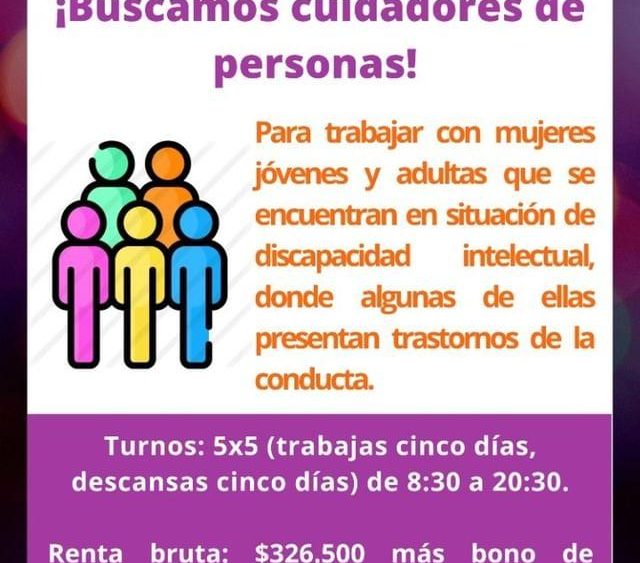 ¡Buscamos cuidadores de
personas!
Para trabajar con mujeres
jóvenes y adultas que se
encuentran en situación de
discapacidad intelectual,
donde algunas de ellas
presentan trastornos de la
conducta.
Turnos: 5x5 (trabajas cinco días,
descansas cinco días) de 8:30 a 20:30.
Renta bruta: $326.500 más bono de